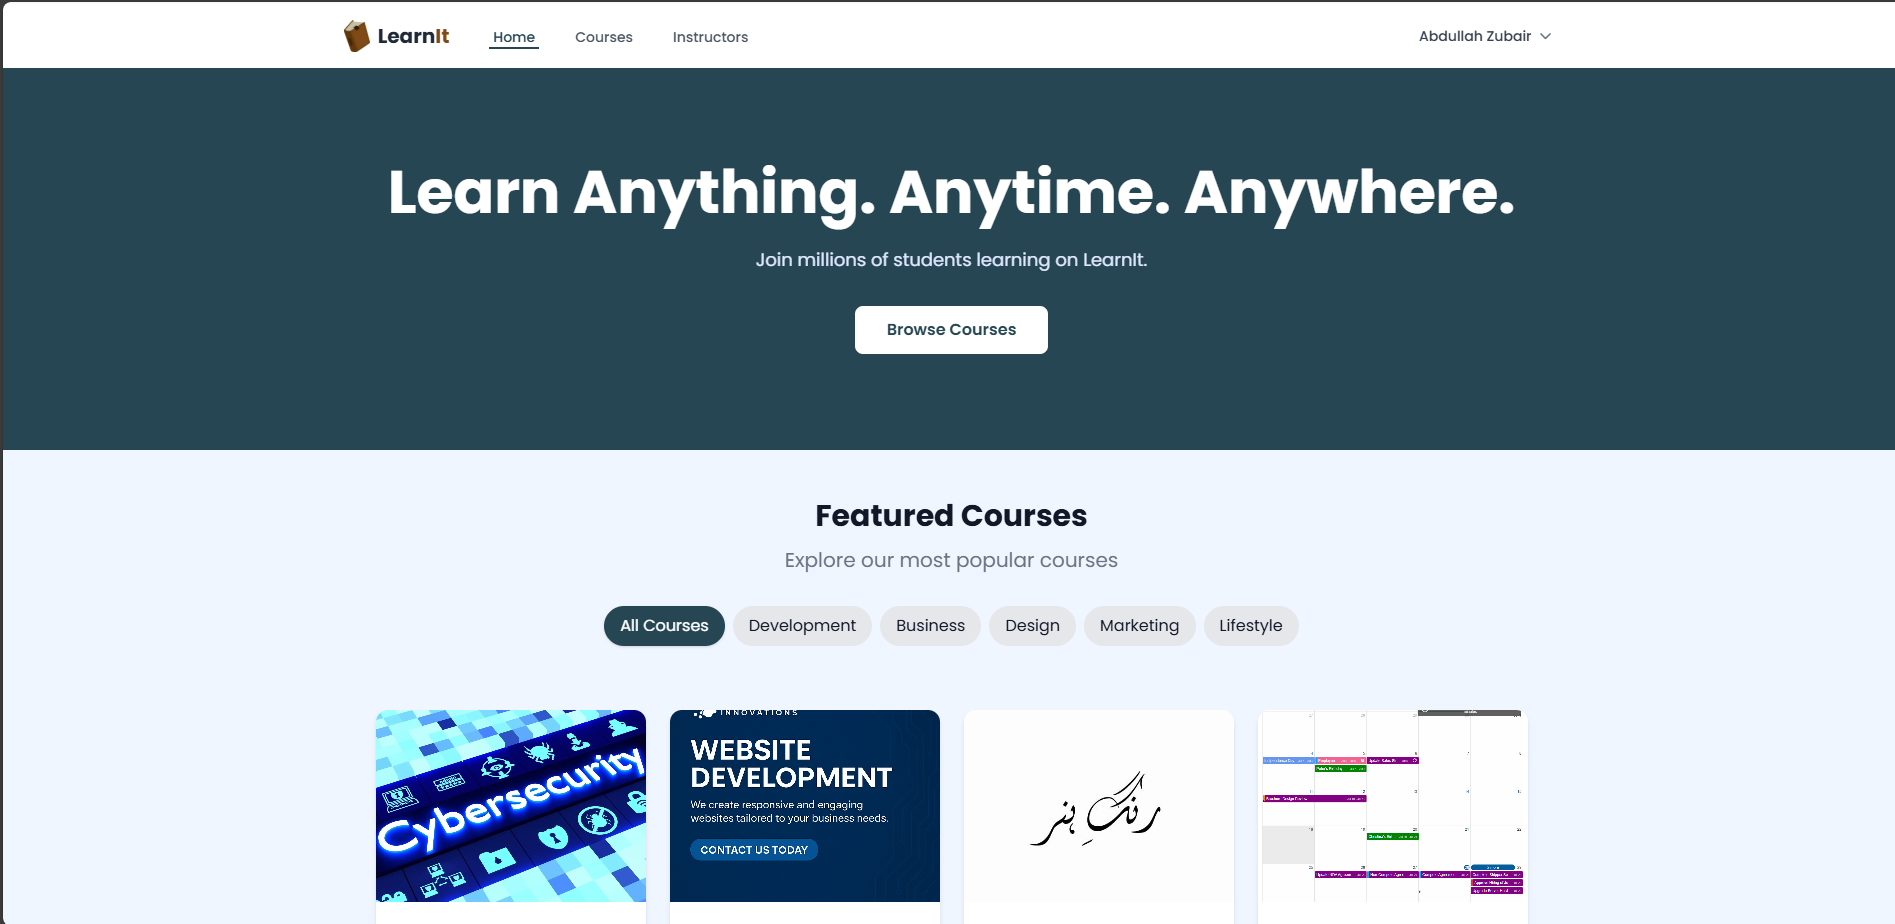 LearnIt
Home
Courses
Instructors
Abdullah Zubair
Learn Anything. Anytime. Anywhere.
Join millions of students learning on LearnIt.
Browse Courses
Featured Courses
Explore our most popular courses
All Courses
Development
Business
Design
Marketing
Lifestyle
Cybersecurity
INNOVATIONS
WEBSITE
DEVELOPMENT
We create responsive and engaging
websites tailored to your business needs.
CONTACT US TODAY
رنگِ ہنر